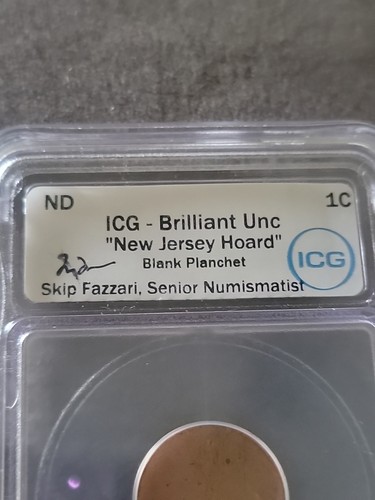 ND 1C
ICG - Brilliant Unc
"New Jersey Hoard"
Blank Planchet
ICG
Skip Fazzari, Senior Numismatist